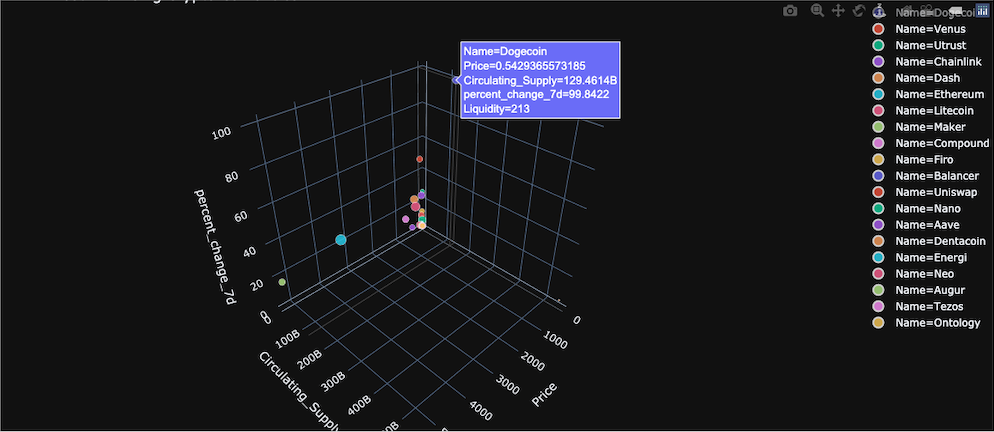 Name=Dogecoin
Price=0.5429365573185
Circulating_Supply=129.4614B
percent_change_7d=99.8422
Liquidity=213
100
80
60
40
20
0
percent_change_7d
0
100B
200B
300B
400B
Circulating_Supply
0
1000
2000
3000
4000
Price
Name=Dogecoin
Name=Venus
Name=Utrust
Name=Chainlink
Name=Dash
Name=Ethereum
Name=Litecoin
Name=Maker
Name=Compound
Name=Firo
Name=Balancer
Name=Uniswap
Name=Nano
Name=Aave
Name=Dentacoin
Name=Energi
Name=Neo
Name=Augur
Name=Tezos
Name=Ontology